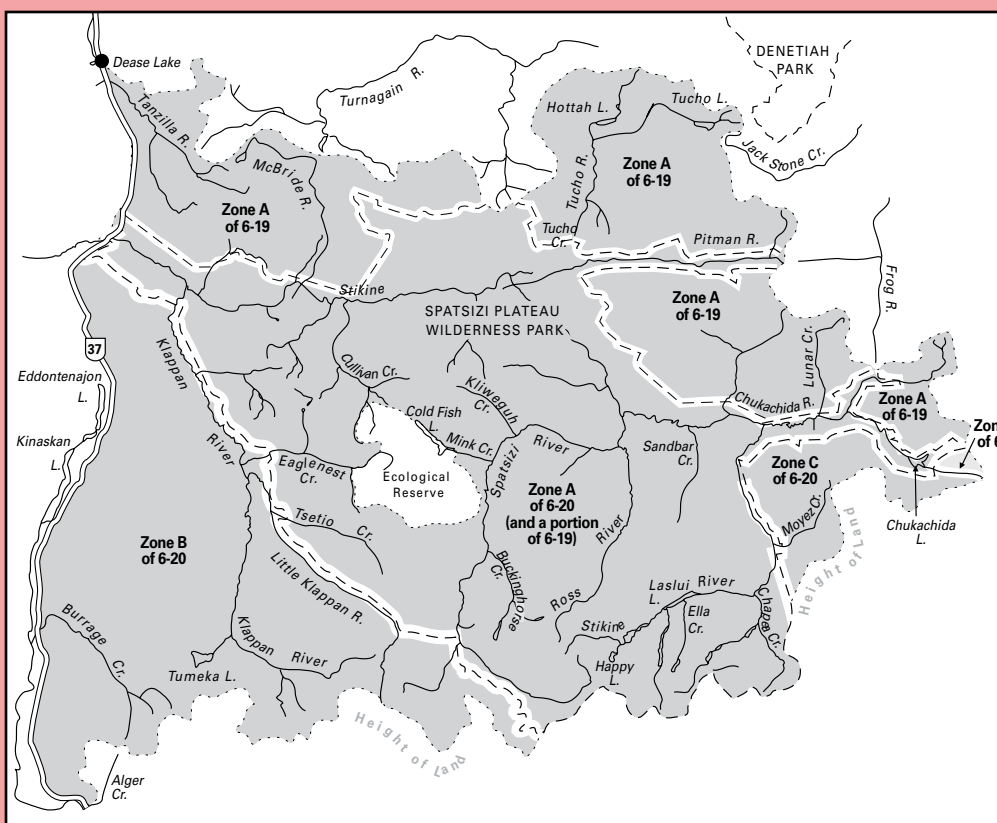 DENETIAH
PARK
Dease Lake
Turnagain R.
Hottah L.
Tucho L.
Tanzilla R.
Jack Stone Cr.
McBride R.
Zone A
of 6-19
Tucho R.
Zone A
of 6-19
Tucho
Cr.
Pitman R.
Stikine
Frog R.
SPATSIZI PLATEAU
WILDERNESS PARK
Zone A
of 6-19
37
Klappan
River
Lunar Cr.
Eddontenajon
L.
Cullivan Cr.
Kliweguh
Cr.
Cold Fish
L.
Chukachida R.
Zone A
of 6-19
Kinaskan
L.
Mink Cr.
Spatsizi
River
Sandbar
Cr.
Zon
of 6
Eaglenest
Cr.
Ecological
Reserve
Zone C
of 6-20
Zone A
of 6-20
(and a portion
of 6-19)
Moyez Cr.
Tsetio Cr.
River
Chukachida
L.
Height of Land
Zone B
of 6-20
Little Klappan R.
Buckinghorse
Cr.
Ross
Laslui
L.
River
Chapea Cr.
Ella
Cr.
Stikine
Burrage
Cr.
Klappan
River
Tumeka L.
Happy
L.
Height of Land
Alger
Cr.